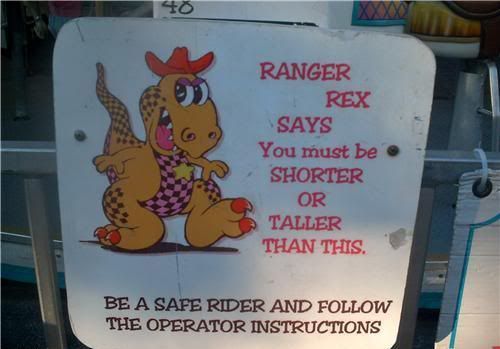 48
RANGER
REX
SAYS
You must be
SHORTER
OR
TALLER
THAN THIS.
BE A SAFE RIDER AND FOLLOW
THE OPERATOR INSTRUCTIONS